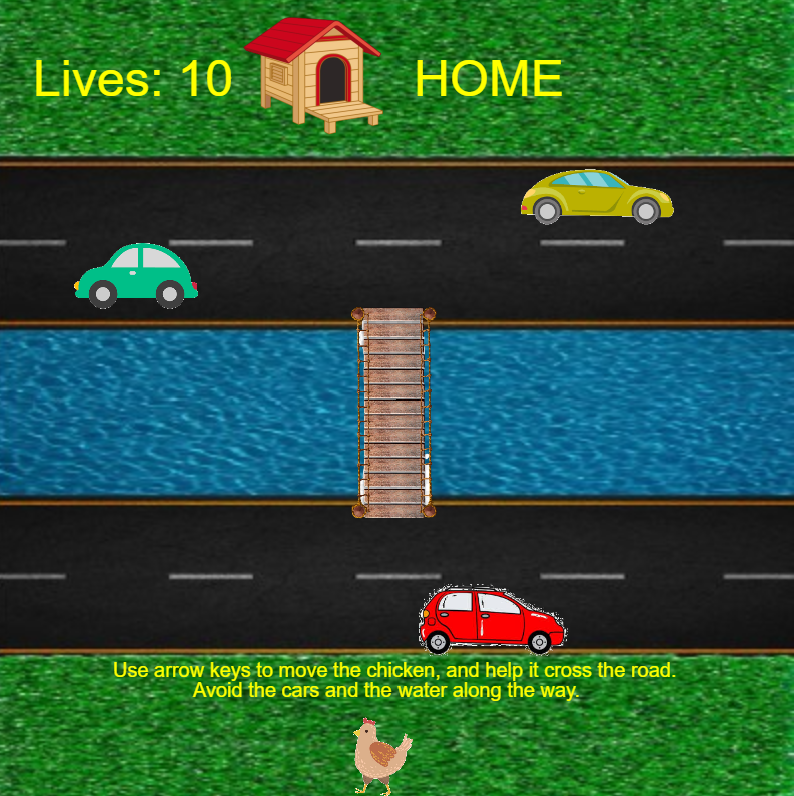 Lives: 10 HOME
Use arrow keys to move the chicken, and help it cross the road.
Avoid the cars and the water along the way.